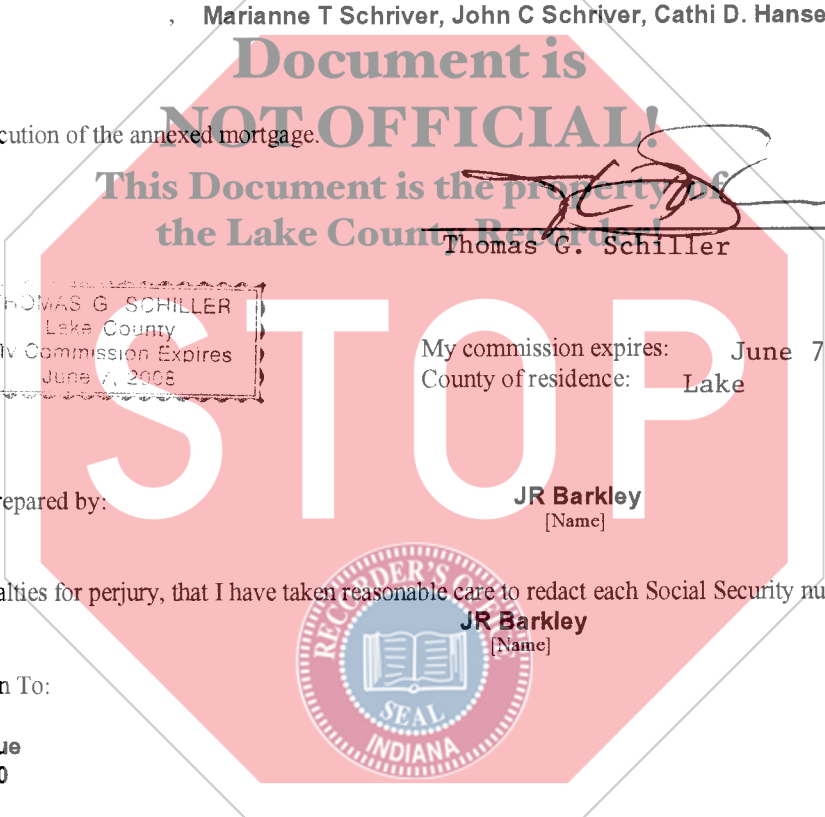 , Marianne T Schriver, John C Schriver, Cathi D. Hanse
Document is
NOT OFFICIAL!
cution of the annexed mortgage.
This Document is the property of
the Lake County Recorder!
Thomas G. Schiller
THOMAS G. SCHILLER
Lake County
My Commission Expires
June 7, 2008
My commission expires: June 7
County of residence: Lake
STOP
repared by: JR Barkley
[Name]
alties for perjury, that I have taken reasonable care to redact each Social Security nu
JR Barkley
[Name]
RECORDER'S OFFICE
SEAL
INDIANA
n To:
ue
0